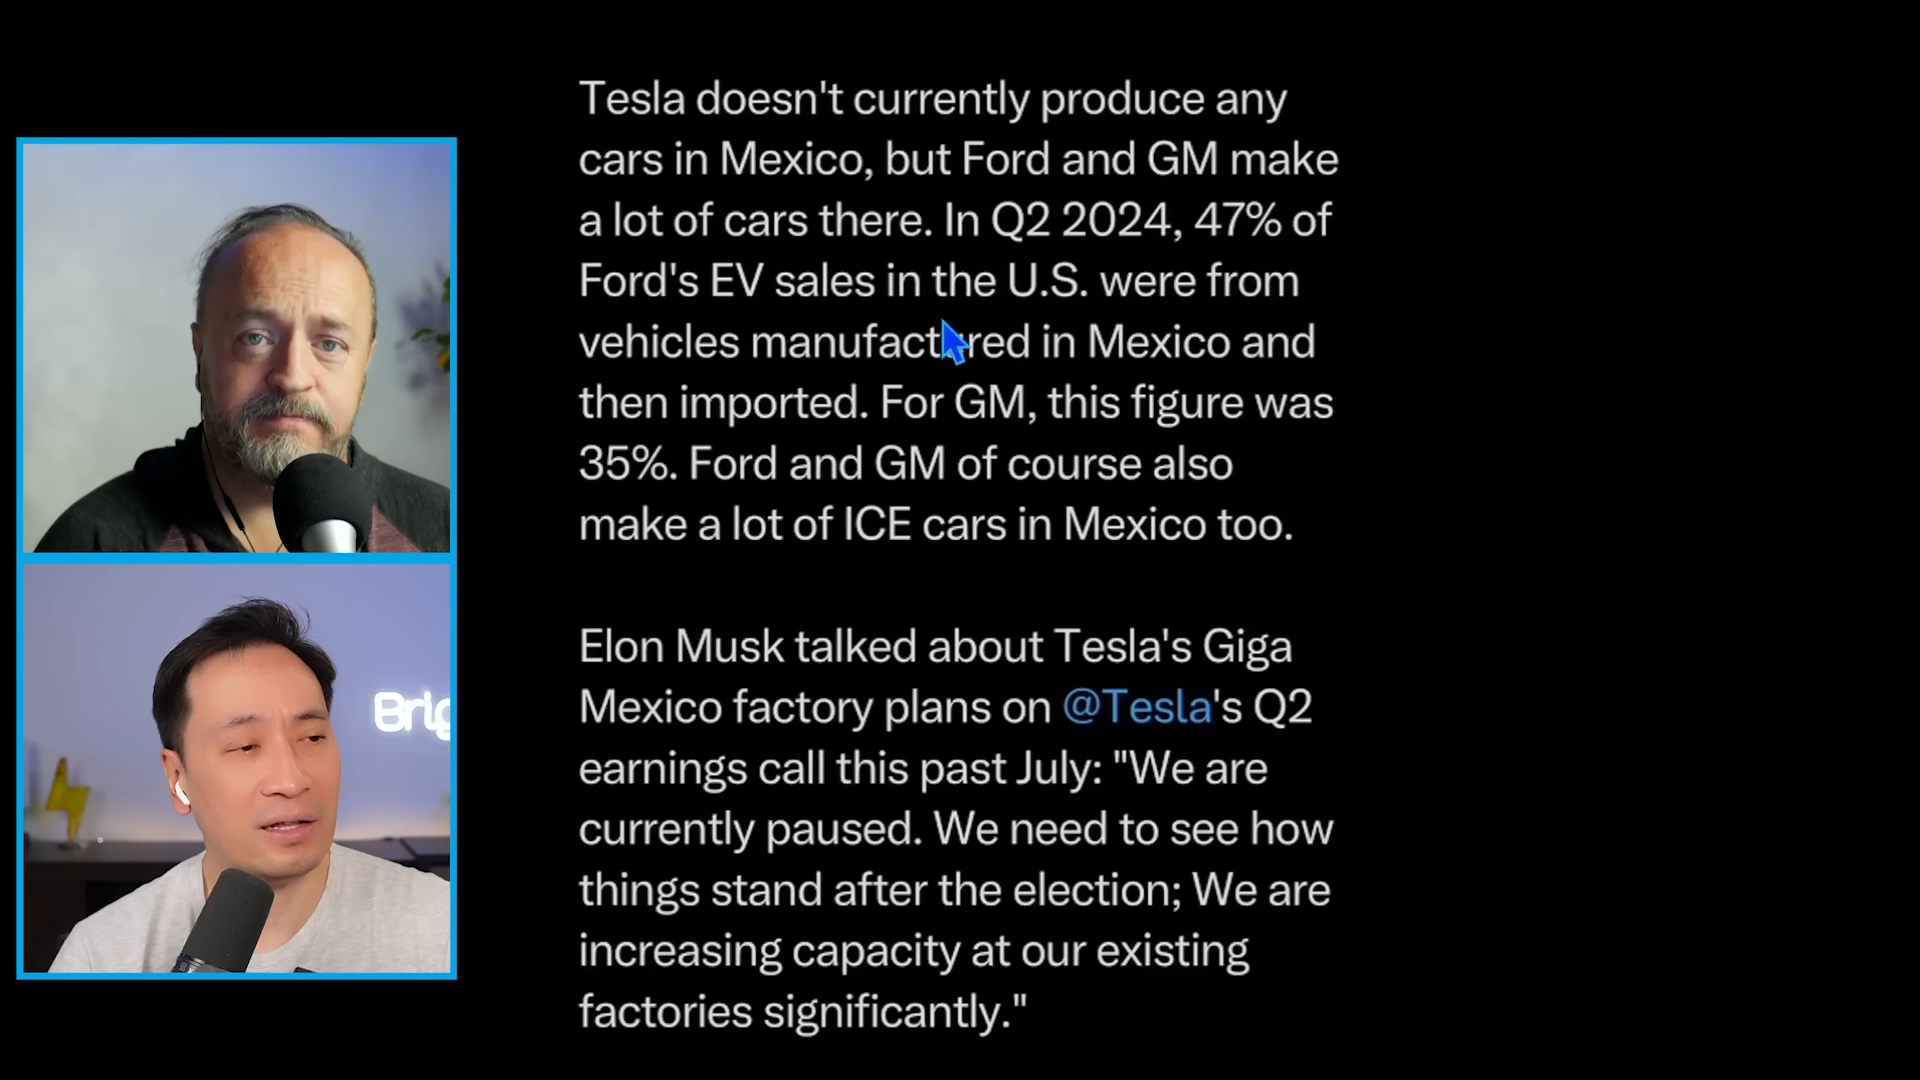 Tesla doesn't currently produce any
cars in Mexico, but Ford and GM make
a lot of cars there. In Q2 2024, 47% of
Ford's EV sales in the U.S. were from
vehicles manufactured in Mexico and
then imported. For GM, this figure was
35%. Ford and GM of course also
make a lot of ICE cars in Mexico too.
Elon Musk talked about Tesla's Giga
Mexico factory plans on @Tesla's Q2
earnings call this past July: "We are
currently paused. We need to see how
things stand after the election; We are
increasing capacity at our existing
factories significantly."